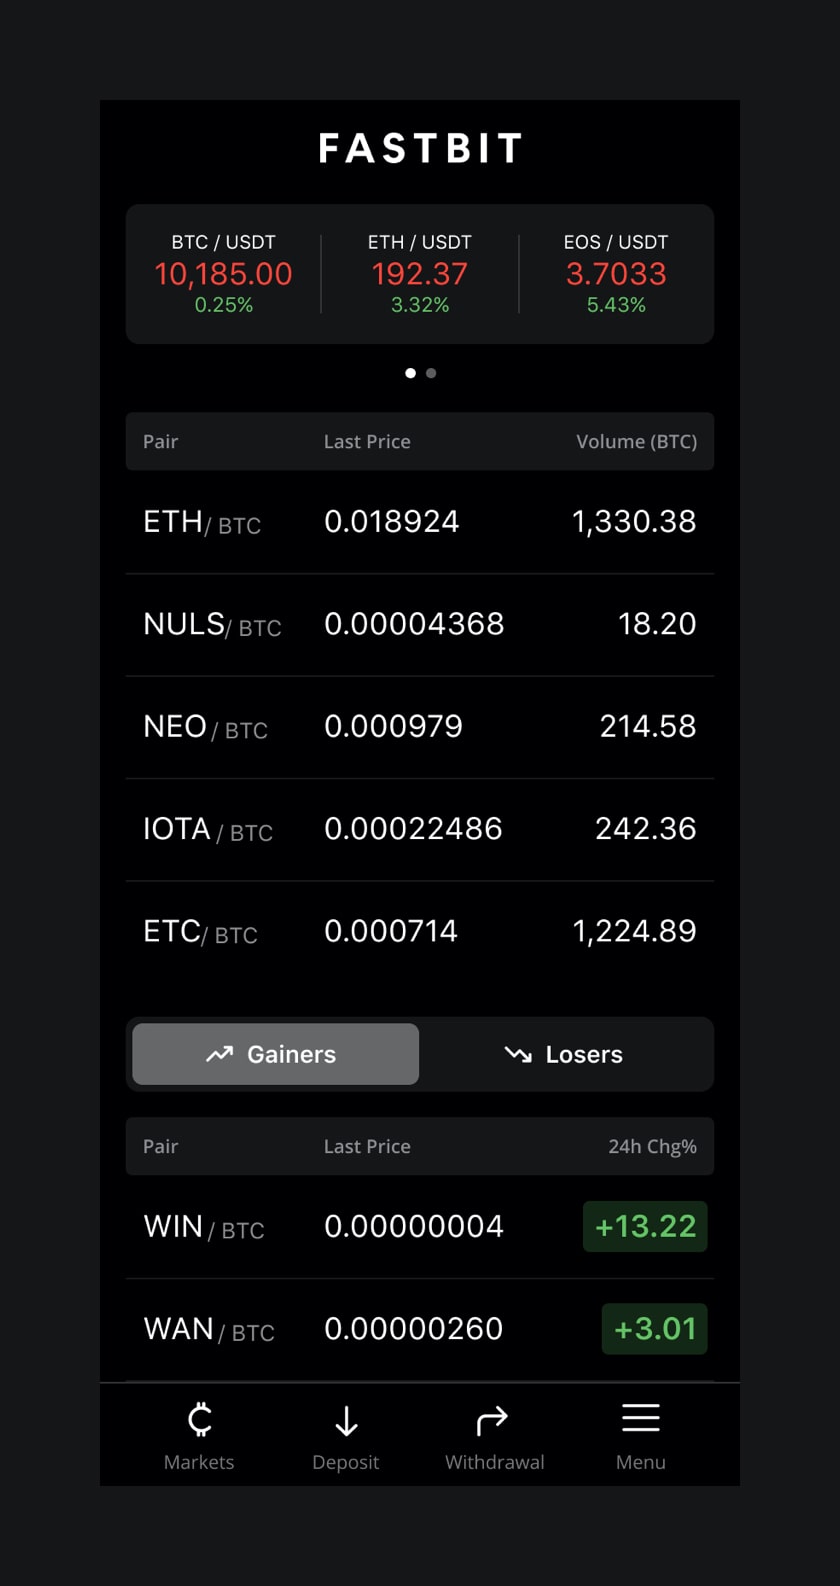 FASTBIT
BTC / USDT ETH / USDT EOS / USDT
10,185.00 192.37 3.7033
0.25% 3.32% 5.43%
Pair Last Price Volume (BTC)
ETH/ BTC 0.018924 1,330.38
NULS/ BTC 0.00004368 18.20
NEO / BTC 0.000979 214.58
IOTA / BTC 0.00022486 242.36
ETC/ BTC 0.000714 1,224.89
Gainers Losers
Pair Last Price 24h Chg%
WIN / BTC 0.00000004 +13.22
WAN / BTC 0.00000260 +3.01
Markets Deposit Withdrawal Menu